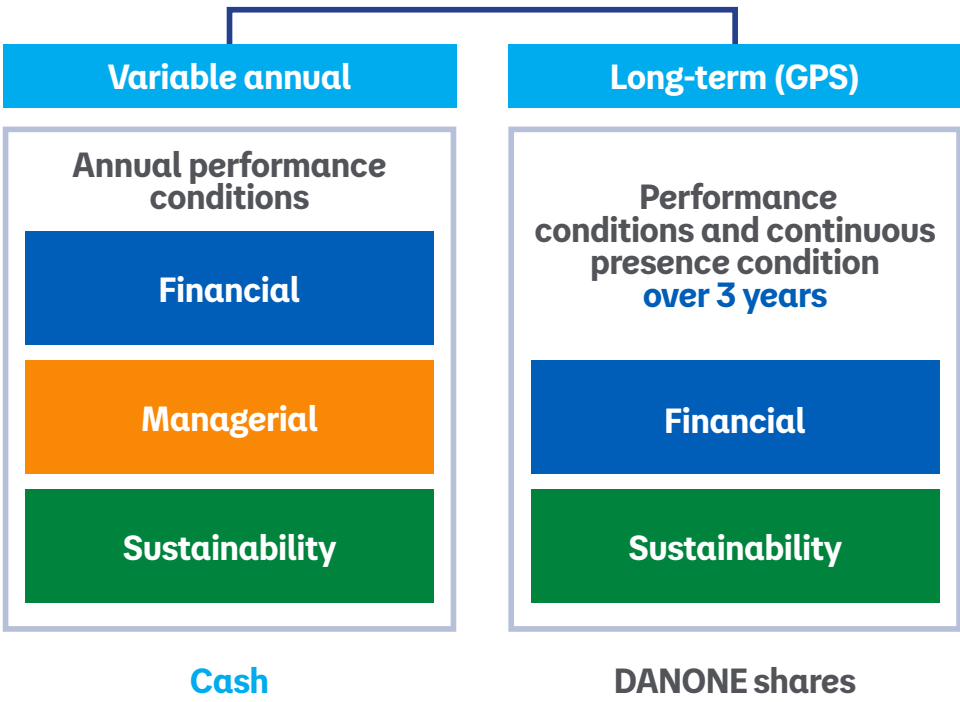 Variable annual
Annual performance
conditions
Financial
Managerial
Sustainability
Cash
Long-term (GPS)
Performance
conditions and continuous
presence condition
over 3 years
Financial
Sustainability
DANONE shares